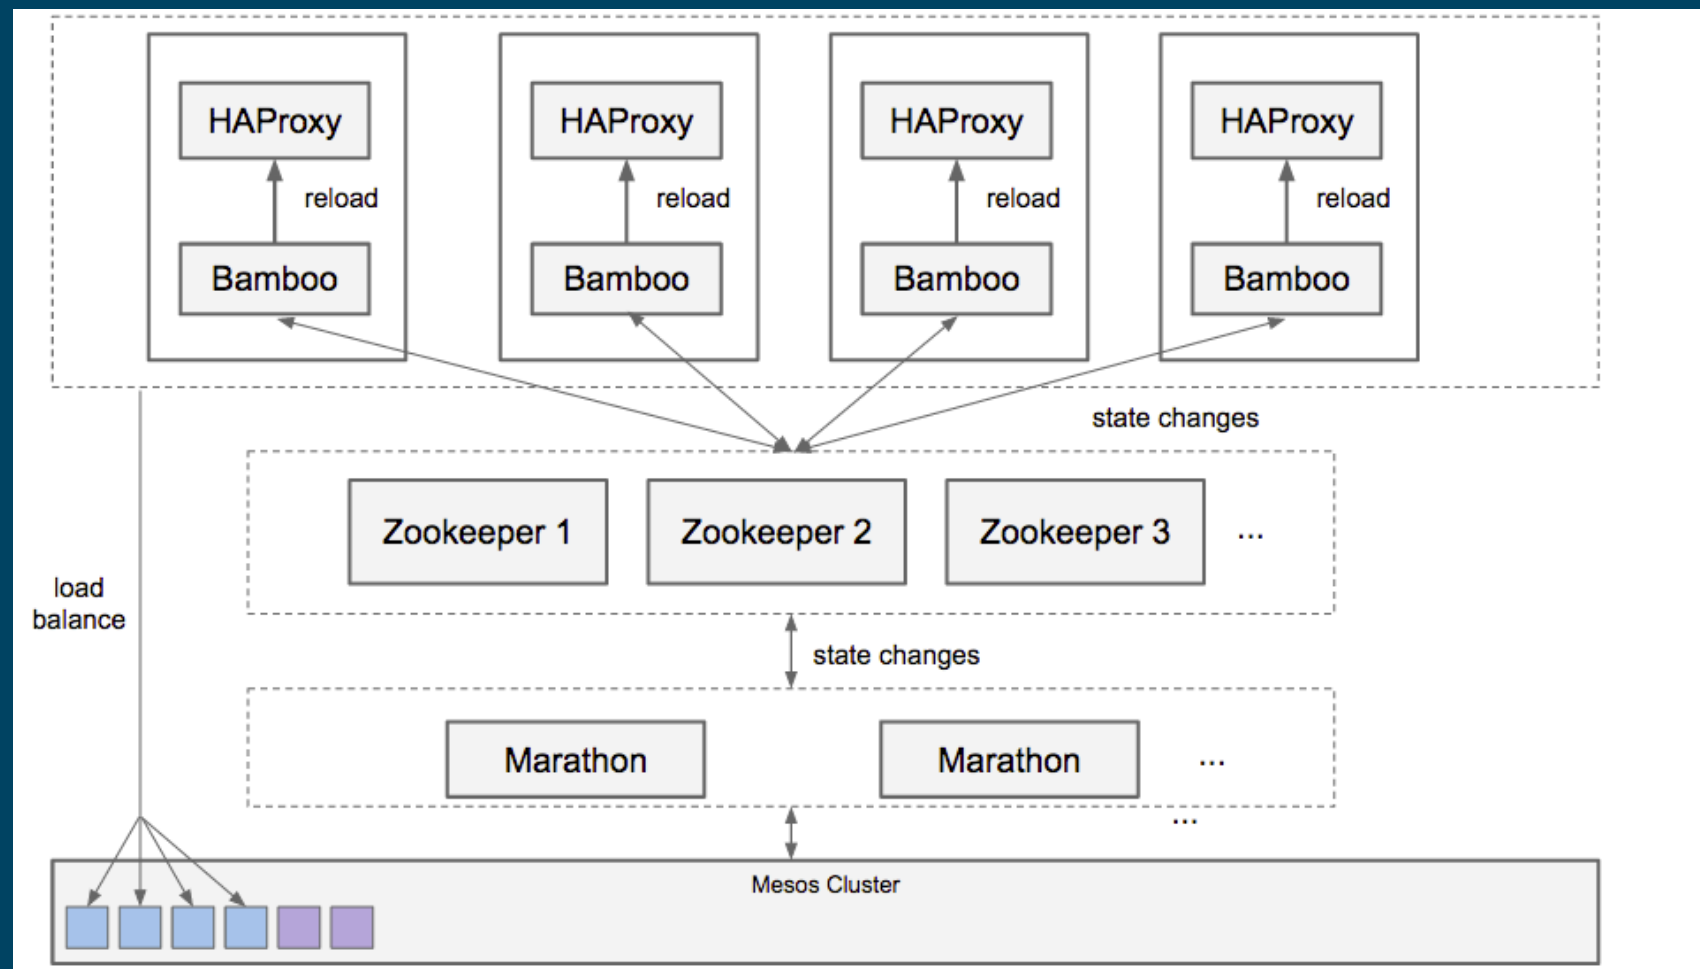 HAProxy
HAProxy
HAProxy
HAProxy
reload
reload
reload
reload
Bamboo
Bamboo
Bamboo
Bamboo
state changes
Zookeeper 1
Zookeeper 2
Zookeeper 3
...
load
balance
state changes
Marathon
Marathon
...
...
Mesos Cluster